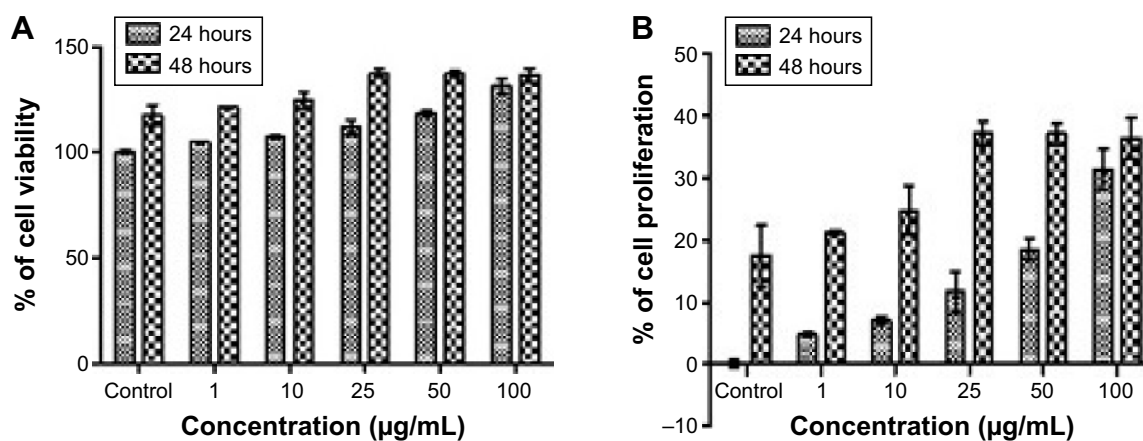 A
24 hours
48 hours
% of cell viability
150
100
50
0
Control 1 10 25 50 100
Concentration (µg/mL)
B
24 hours
48 hours
% of cell proliferation
50
40
30
20
10
0
–10
Control 1 10 25 50 100
Concentration (µg/mL)